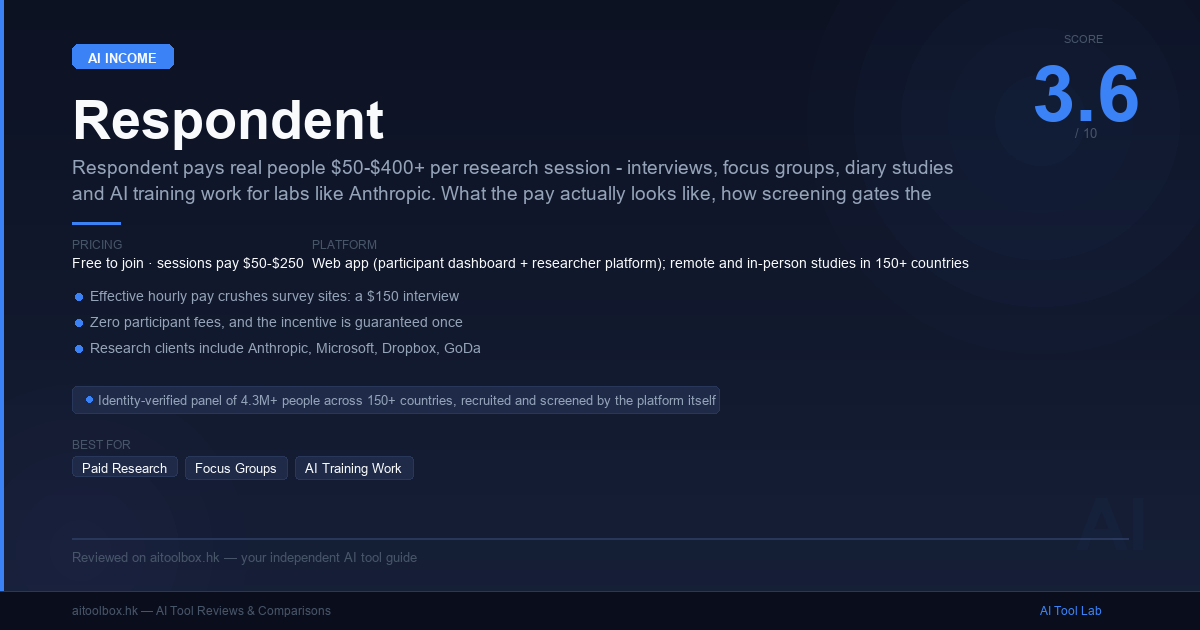 AI INCOME
SCORE
3.6
/ 10
Respondent
Respondent pays real people $50-$400+ per research session - interviews, focus groups, diary studies
and AI training work for labs like Anthropic. What the pay actually looks like, how screening gates the
PRICING
PLATFORM
Free to join · sessions pay $50-$250
Web app (participant dashboard + researcher platform); remote and in-person studies in 150+ countries
Effective hourly pay crushes survey sites: a $150 interview
Zero participant fees, and the incentive is guaranteed once
Research clients include Anthropic, Microsoft, Dropbox, GoDa
Identity-verified panel of 4.3M+ people across 150+ countries, recruited and screened by the platform itself
BEST FOR
Paid Research
Focus Groups
AI Training Work
AI
Reviewed on aitoolbox.hk — your independent AI tool guide
aitoolbox.hk — AI Tool Reviews & Comparisons
AI Tool Lab